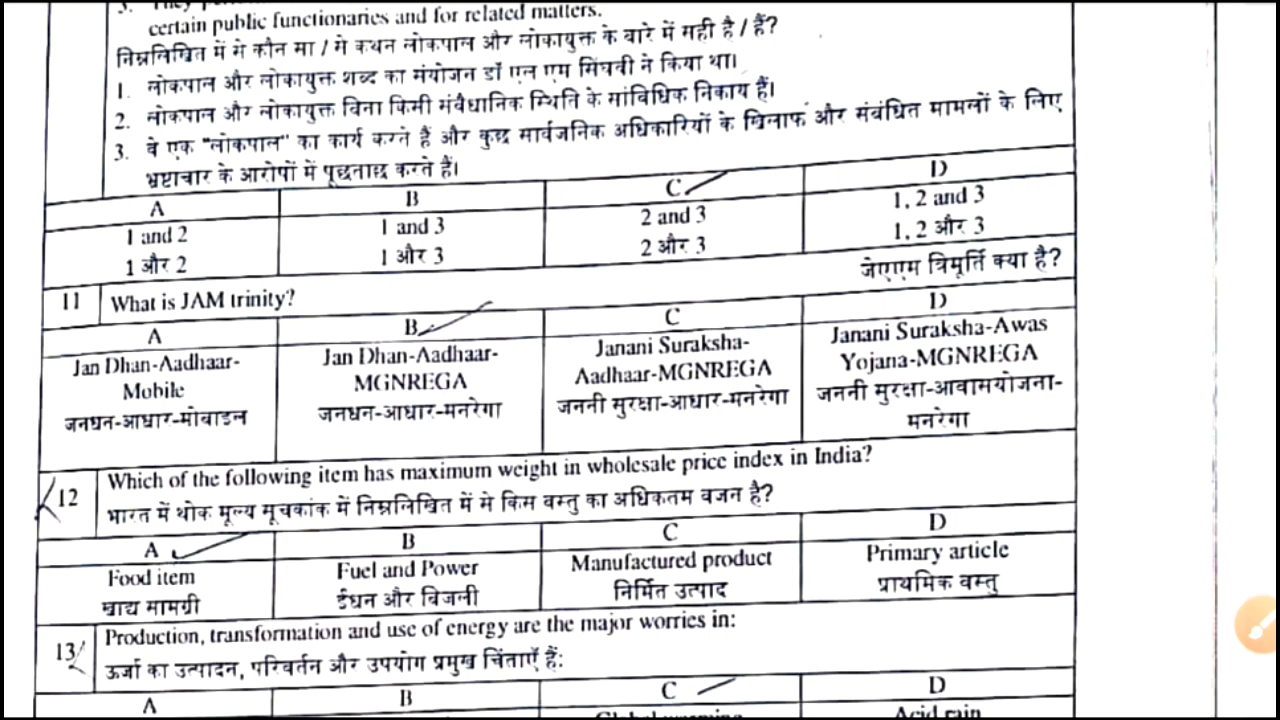 certain public functionaries and for related matters.
निम्नलिखित में से कौन सा / से कथन लोकपाल और लोकायुक्त के बारे में सही है / हैं?
1. लोकपाल और लोकायुक्त शब्द का संयोजन डॉ एल एम सिंघवी ने किया था।
2. लोकपाल और लोकायुक्त बिना किसी संवैधानिक स्थिति के सांविधिक निकाय हैं।
3. वे एक "लोकपाल" का कार्य करते हैं और कुछ सार्वजनिक अधिकारियों के खिलाफ और संबंधित मामलों के लिए
भ्रष्टाचार के आरोपों में पूछताछ करते हैं।
A B C D
1 and 2 1 and 3 2 and 3 1, 2 and 3
1 और 2 1 और 3 2 और 3 1, 2 और 3
11 What is JAM trinity? जेएएम त्रिमूर्ति क्या है?
A B C D
Jan Dhan-Aadhaar- Jan Dhan-Aadhaar- Janani Suraksha- Janani Suraksha-Awas
Mobile MGNREGA Aadhaar-MGNREGA Yojana-MGNREGA
जनधन-आधार-मोबाइल जनधन-आधार-मनरेगा जननी सुरक्षा-आधार-मनरेगा जननी सुरक्षा-आवासयोजना-
मनरेगा
12 Which of the following item has maximum weight in wholesale price index in India?
भारत में थोक मूल्य सूचकांक में निम्नलिखित में से किस वस्तु का अधिकतम वजन है?
A B C D
Food item Fuel and Power Manufactured product Primary article
खाद्य सामग्री ईंधन और बिजली निर्मित उत्पाद प्राथमिक वस्तु
13 Production, transformation and use of energy are the major worries in:
ऊर्जा का उत्पादन, परिवर्तन और उपयोग प्रमुख चिंताएँ हैं:
A B C D
Global warming Acid rain